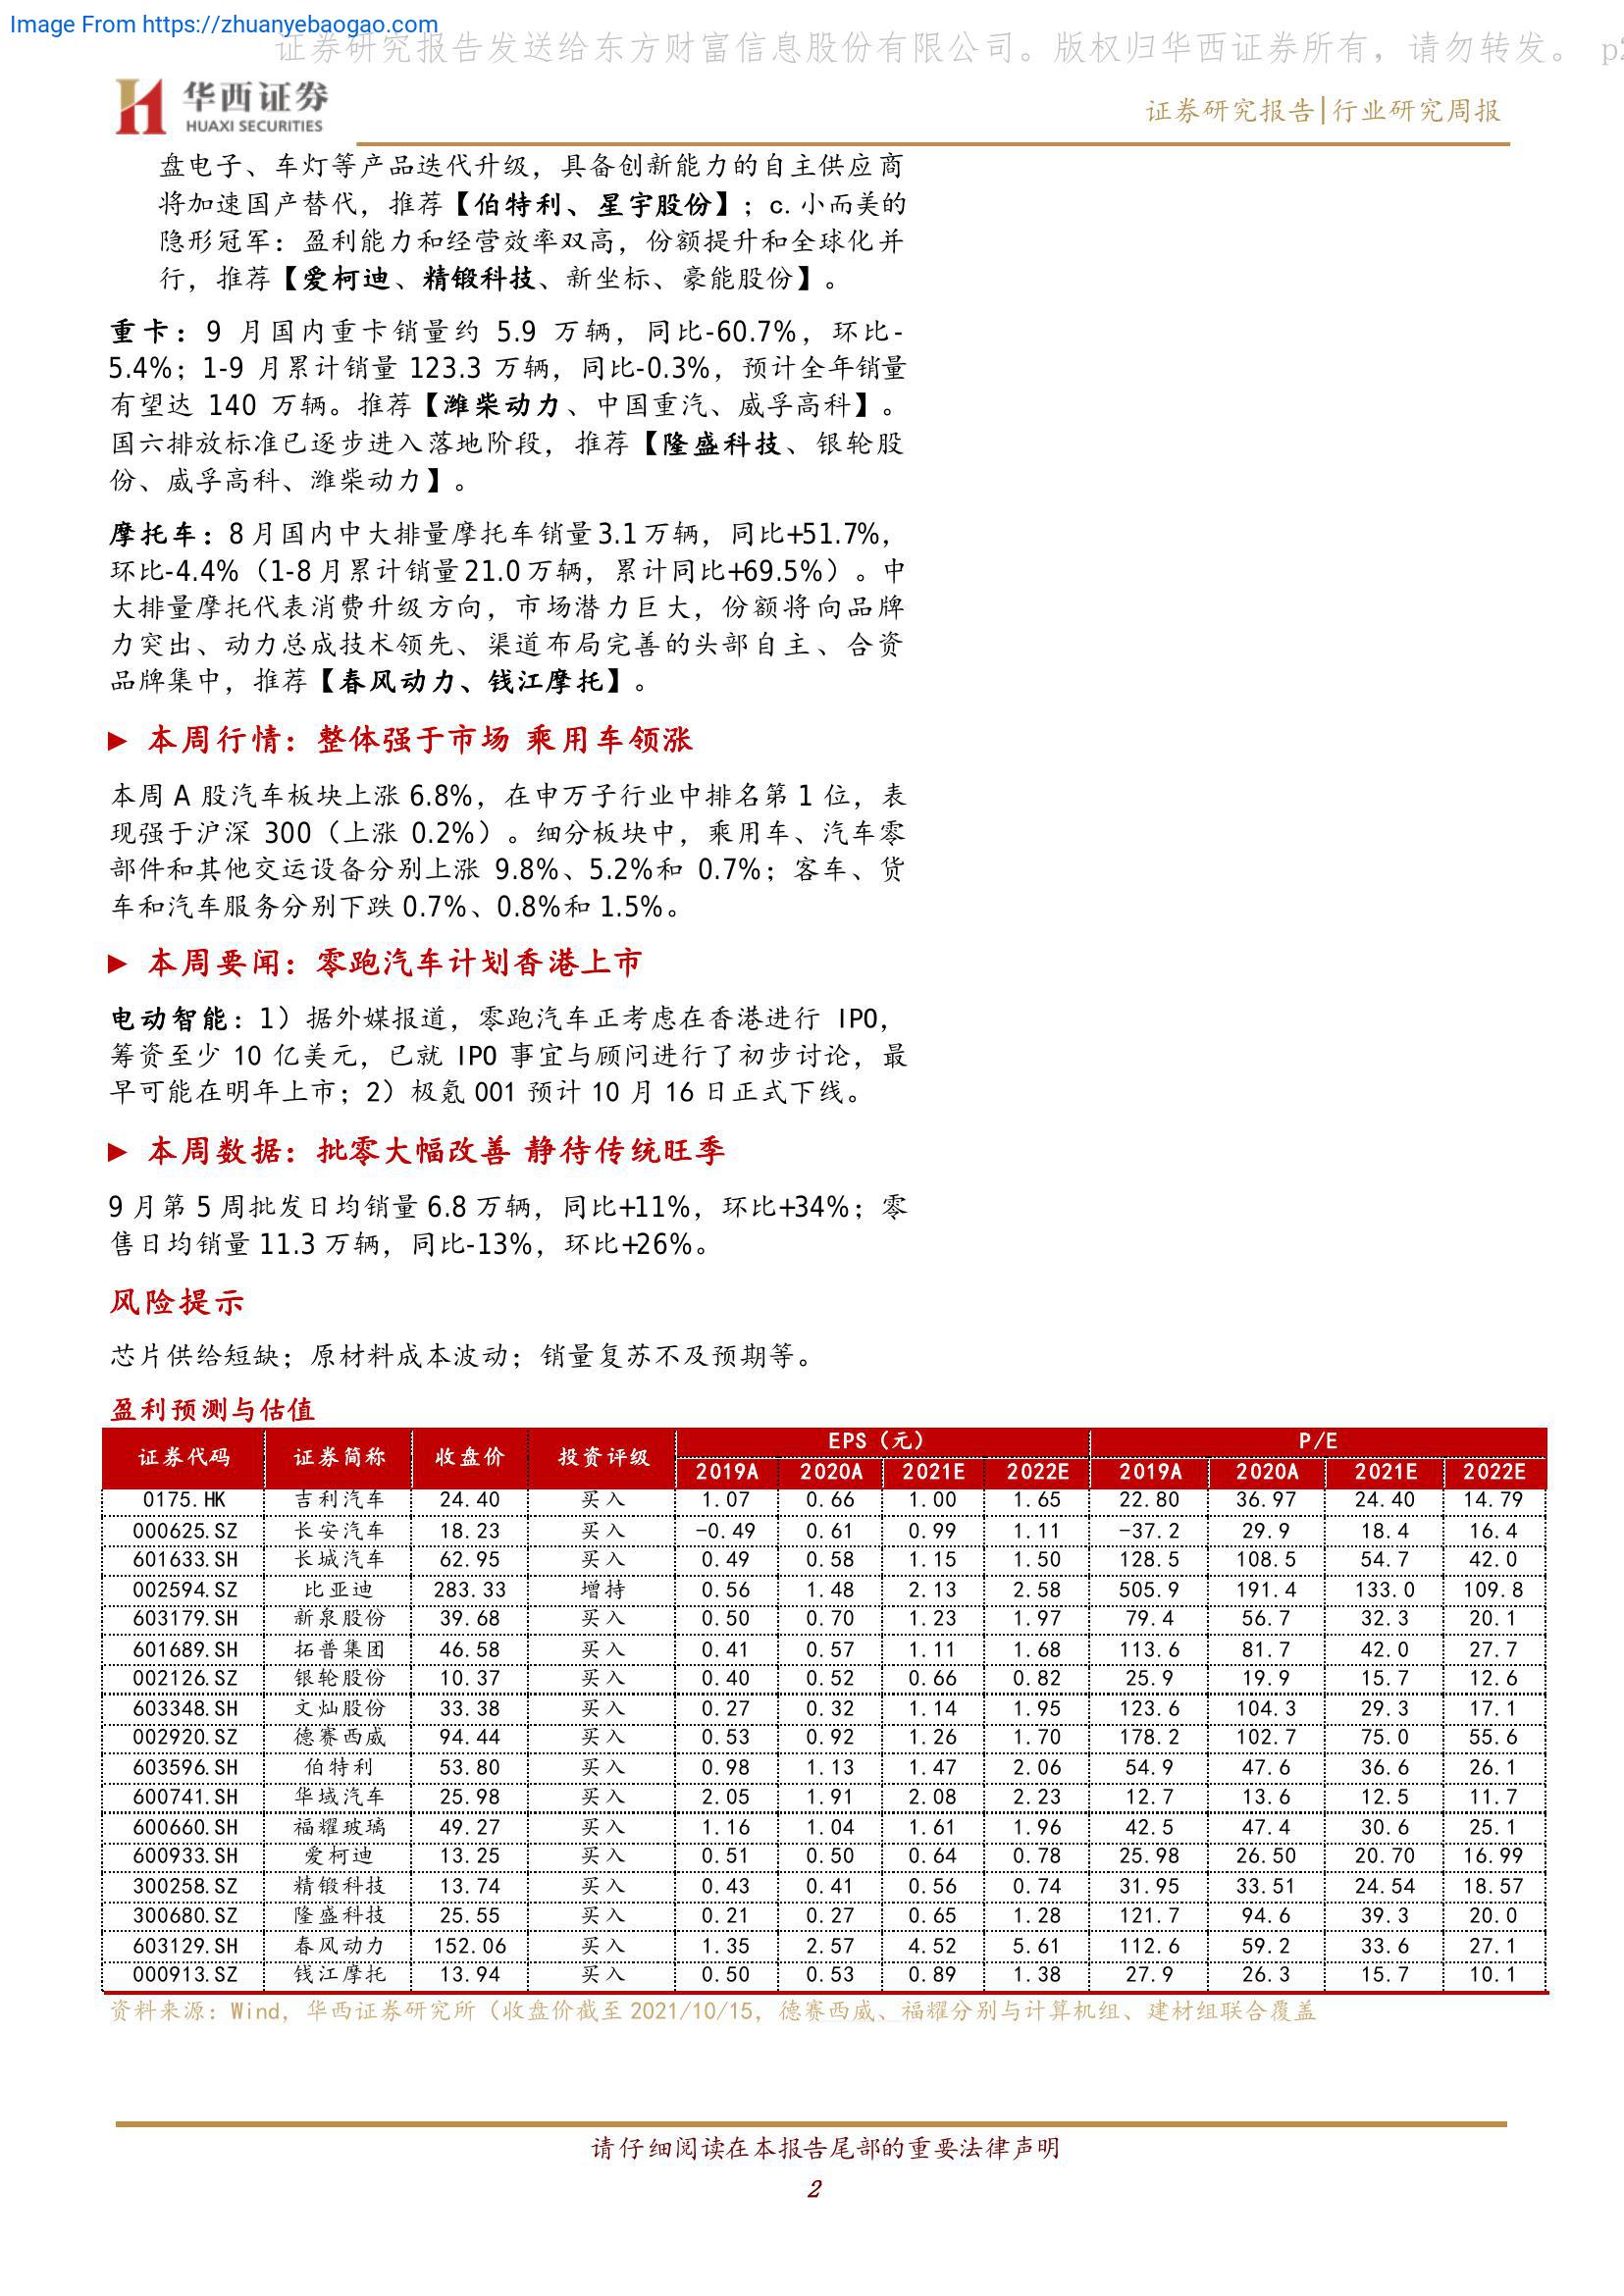 Image From https://zhuanyebaogao.com
证券研究报告发送给东方财富信息股份有限公司。版权归华西证券所有，请勿转发。 p2
华西证券
HUAXI SECURITIES
证券研究报告|行业研究周报
盘电子、车灯等产品迭代升级，具备创新能力的自主供应商
将加速国产替代，推荐【伯特利、星宇股份】；c.小而美的
隐形冠军：盈利能力和经营效率双高，份额提升和全球化并
行，推荐【爱柯迪、精锻科技、新坐标、豪能股份】。
重卡：9 月国内重卡销量约 5.9 万辆，同比-60.7%，环比-
5.4%；1-9 月累计销量 123.3 万辆，同比-0.3%，预计全年销量
有望达 140 万辆。推荐【潍柴动力、中国重汽、威孚高科】。
国六排放标准已逐步进入落地阶段，推荐【隆盛科技、银轮股
份、威孚高科、潍柴动力】。
摩托车：8 月国内中大排量摩托车销量 3.1 万辆，同比+51.7%，
环比-4.4%（1-8 月累计销量 21.0 万辆，累计同比+69.5%）。中
大排量摩托代表消费升级方向，市场潜力巨大，份额将向品牌
力突出、动力总成技术领先、渠道布局完善的头部自主、合资
品牌集中，推荐【春风动力、钱江摩托】。
► 本周行情：整体强于市场 乘用车领涨
本周 A 股汽车板块上涨 6.8%，在申万子行业中排名第 1 位，表
现强于沪深 300（上涨 0.2%）。细分板块中，乘用车、汽车零
部件和其他交运设备分别上涨 9.8%、5.2%和 0.7%；客车、货
车和汽车服务分别下跌 0.7%、0.8%和 1.5%。
► 本周要闻：零跑汽车计划香港上市
电动智能：1）据外媒报道，零跑汽车正考虑在香港进行 IPO，
筹资至少 10 亿美元，已就 IPO 事宜与顾问进行了初步讨论，最
早可能在明年上市；2）极氪 001 预计 10 月 16 日正式下线。
► 本周数据：批零大幅改善 静待传统旺季
9 月第 5 周批发日均销量 6.8 万辆，同比+11%，环比+34%；零
售日均销量 11.3 万辆，同比-13%，环比+26%。
风险提示
芯片供给短缺；原材料成本波动；销量复苏不及预期等。
盈利预测与估值
证券代码 证券简称 收盘价 投资评级 EPS（元） P/E
2019A 2020A 2021E 2022E 2019A 2020A 2021E 2022E
0175.HK 吉利汽车 24.40 买入 1.07 0.66 1.00 1.65 22.80 36.97 24.40 14.79
000625.SZ 长安汽车 18.23 买入 -0.49 0.61 0.99 1.11 -37.2 29.9 18.4 16.4
601633.SH 长城汽车 62.95 买入 0.49 0.58 1.15 1.50 128.5 108.5 54.7 42.0
002594.SZ 比亚迪 283.33 增持 0.56 1.48 2.13 2.58 505.9 191.4 133.0 109.8
603179.SH 新泉股份 39.68 买入 0.50 0.70 1.23 1.97 79.4 56.7 32.3 20.1
601689.SH 拓普集团 46.58 买入 0.41 0.57 1.11 1.68 113.6 81.7 42.0 27.7
002126.SZ 银轮股份 10.37 买入 0.40 0.52 0.66 0.82 25.9 19.9 15.7 12.6
603348.SH 文灿股份 33.38 买入 0.27 0.32 1.14 1.95 123.6 104.3 29.3 17.1
002920.SZ 德赛西威 94.44 买入 0.53 0.92 1.26 1.70 178.2 102.7 75.0 55.6
603596.SH 伯特利 53.80 买入 0.98 1.13 1.47 2.06 54.9 47.6 36.6 26.1
600741.SH 华域汽车 25.98 买入 2.05 1.91 2.08 2.23 12.7 13.6 12.5 11.7
600660.SH 福耀玻璃 49.27 买入 1.16 1.04 1.61 1.96 42.5 47.4 30.6 25.1
600933.SH 爱柯迪 13.25 买入 0.51 0.50 0.64 0.78 25.98 26.50 20.70 16.99
300258.SZ 精锻科技 13.74 买入 0.43 0.41 0.56 0.74 31.95 33.51 24.54 18.57
300680.SZ 隆盛科技 25.55 买入 0.21 0.27 0.65 1.28 121.7 94.6 39.3 20.0
603129.SH 春风动力 152.06 买入 1.35 2.57 4.52 5.61 112.6 59.2 33.6 27.1
000913.SZ 钱江摩托 13.94 买入 0.50 0.53 0.89 1.38 27.9 26.3 15.7 10.1
资料来源：Wind，华西证券研究所（收盘价截至 2021/10/15，德赛西威、福耀分别与计算机组、建材组联合覆盖
请仔细阅读在本报告尾部的重要法律声明
2